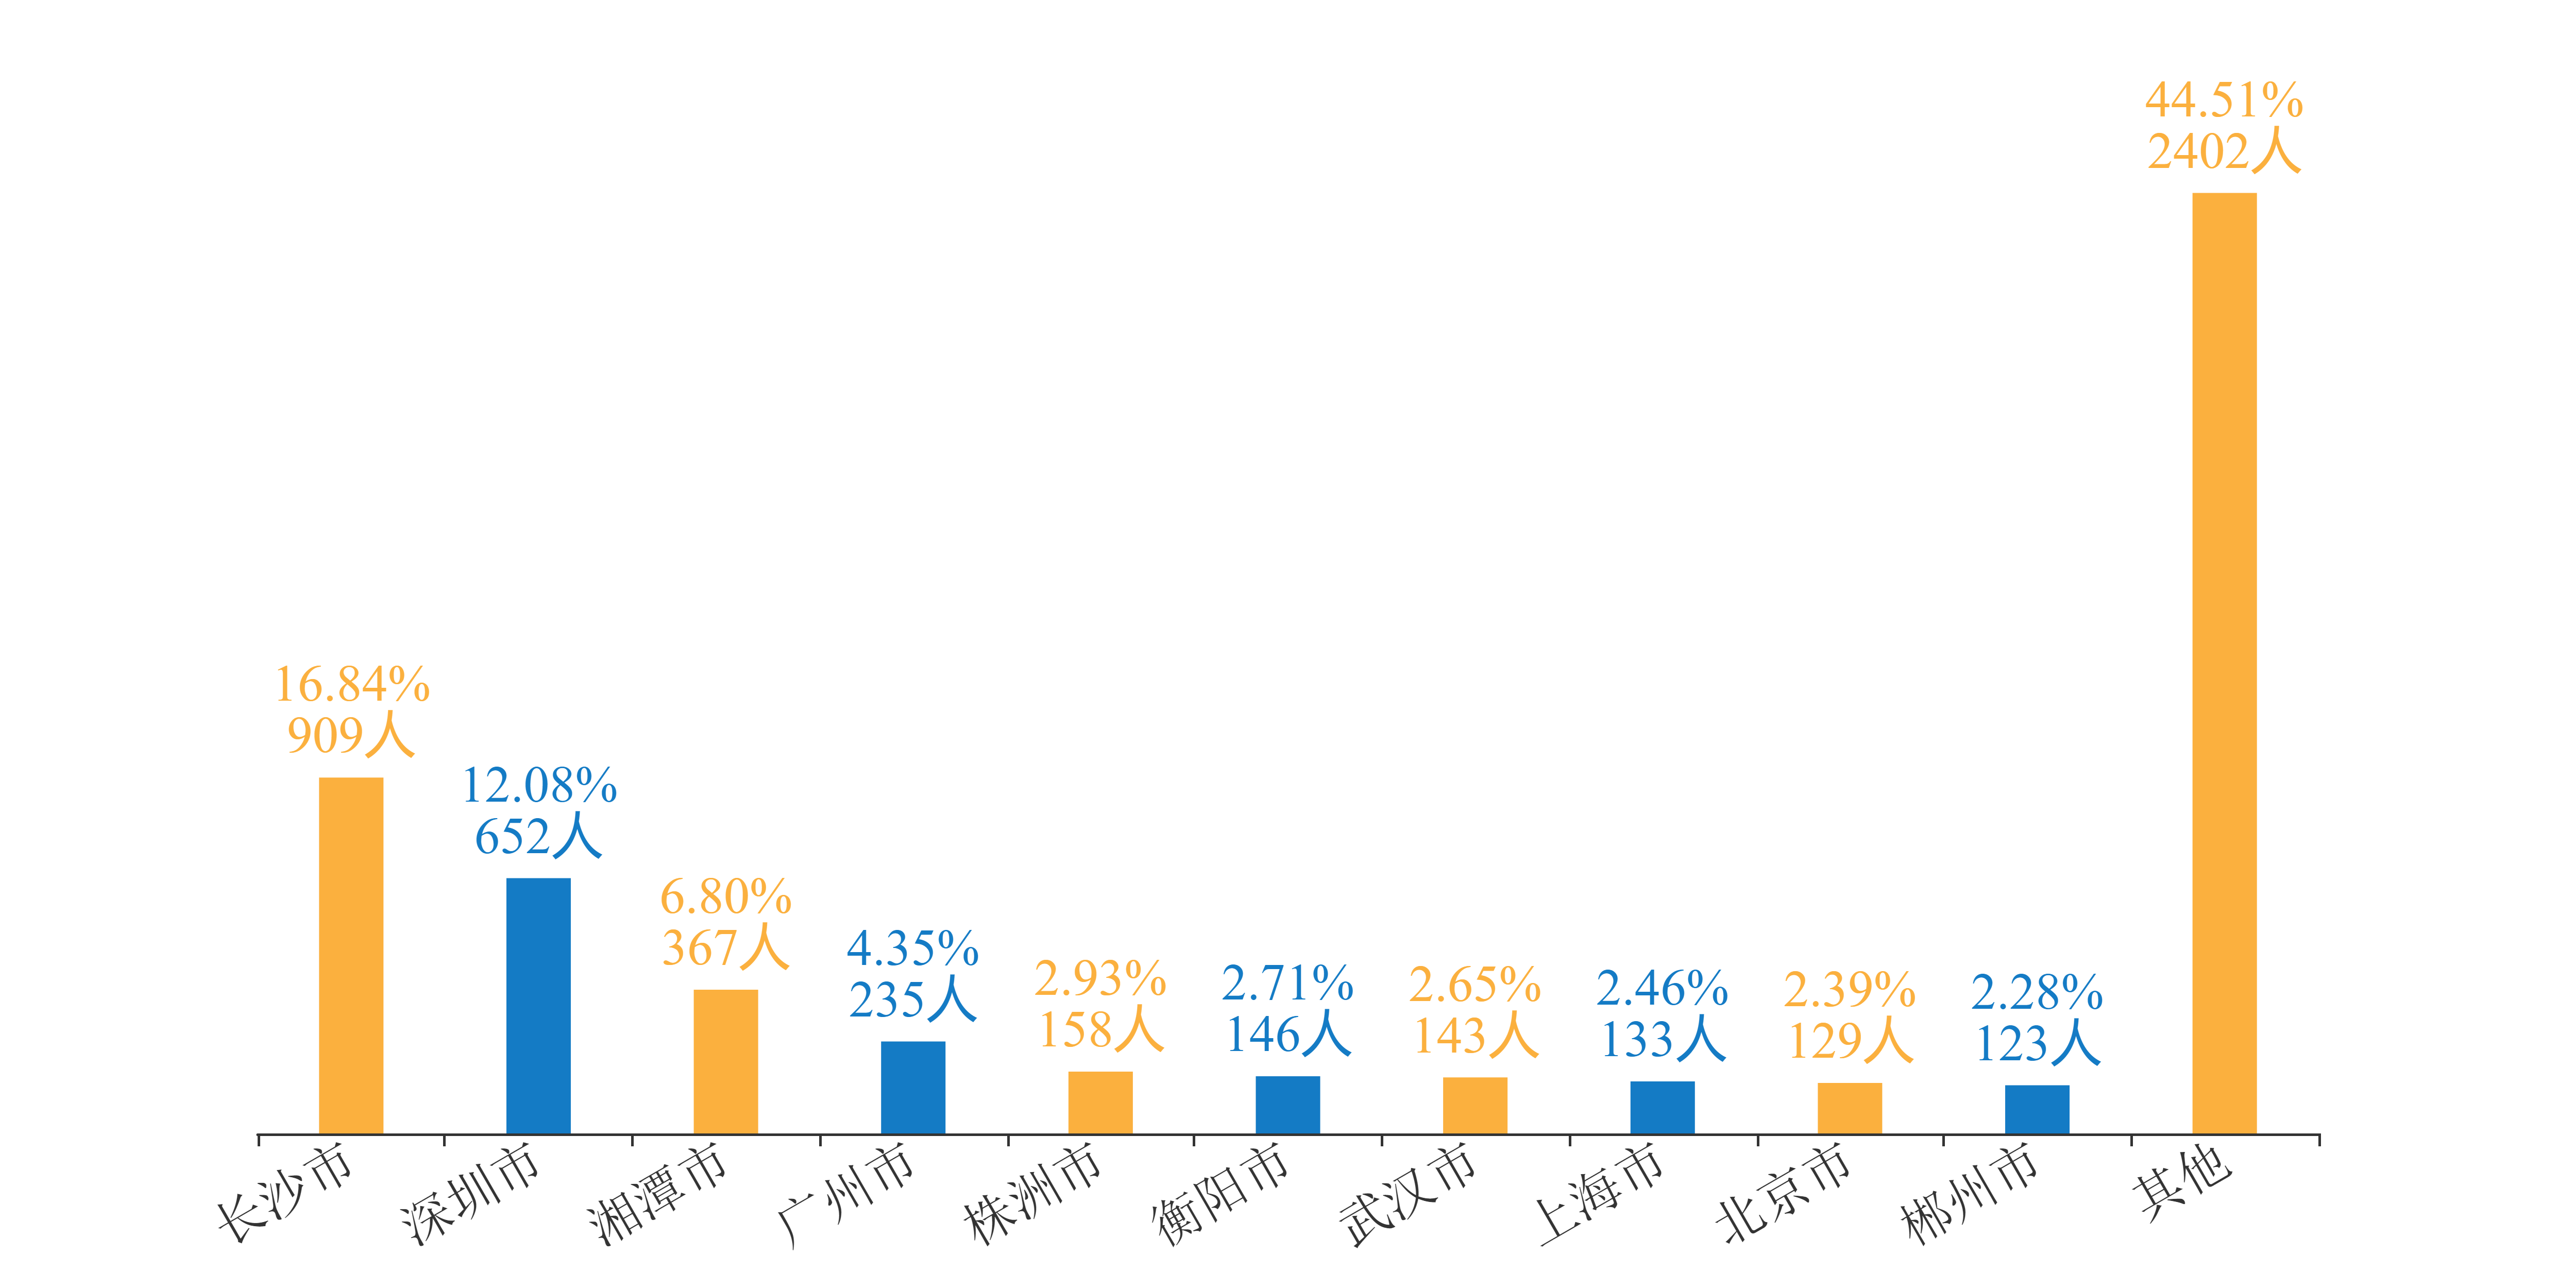 44.51%
2402人
16.84%
909人
12.08%
652人
6.80%
367人
4.35%
235人
2.93%
158人
2.71%
146人
2.65%
143人
2.46%
133人
2.39%
129人
2.28%
123人
长沙市
深圳市
湘潭市
广州市
株洲市
衡阳市
武汉市
上海市
北京市
郴州市
其他